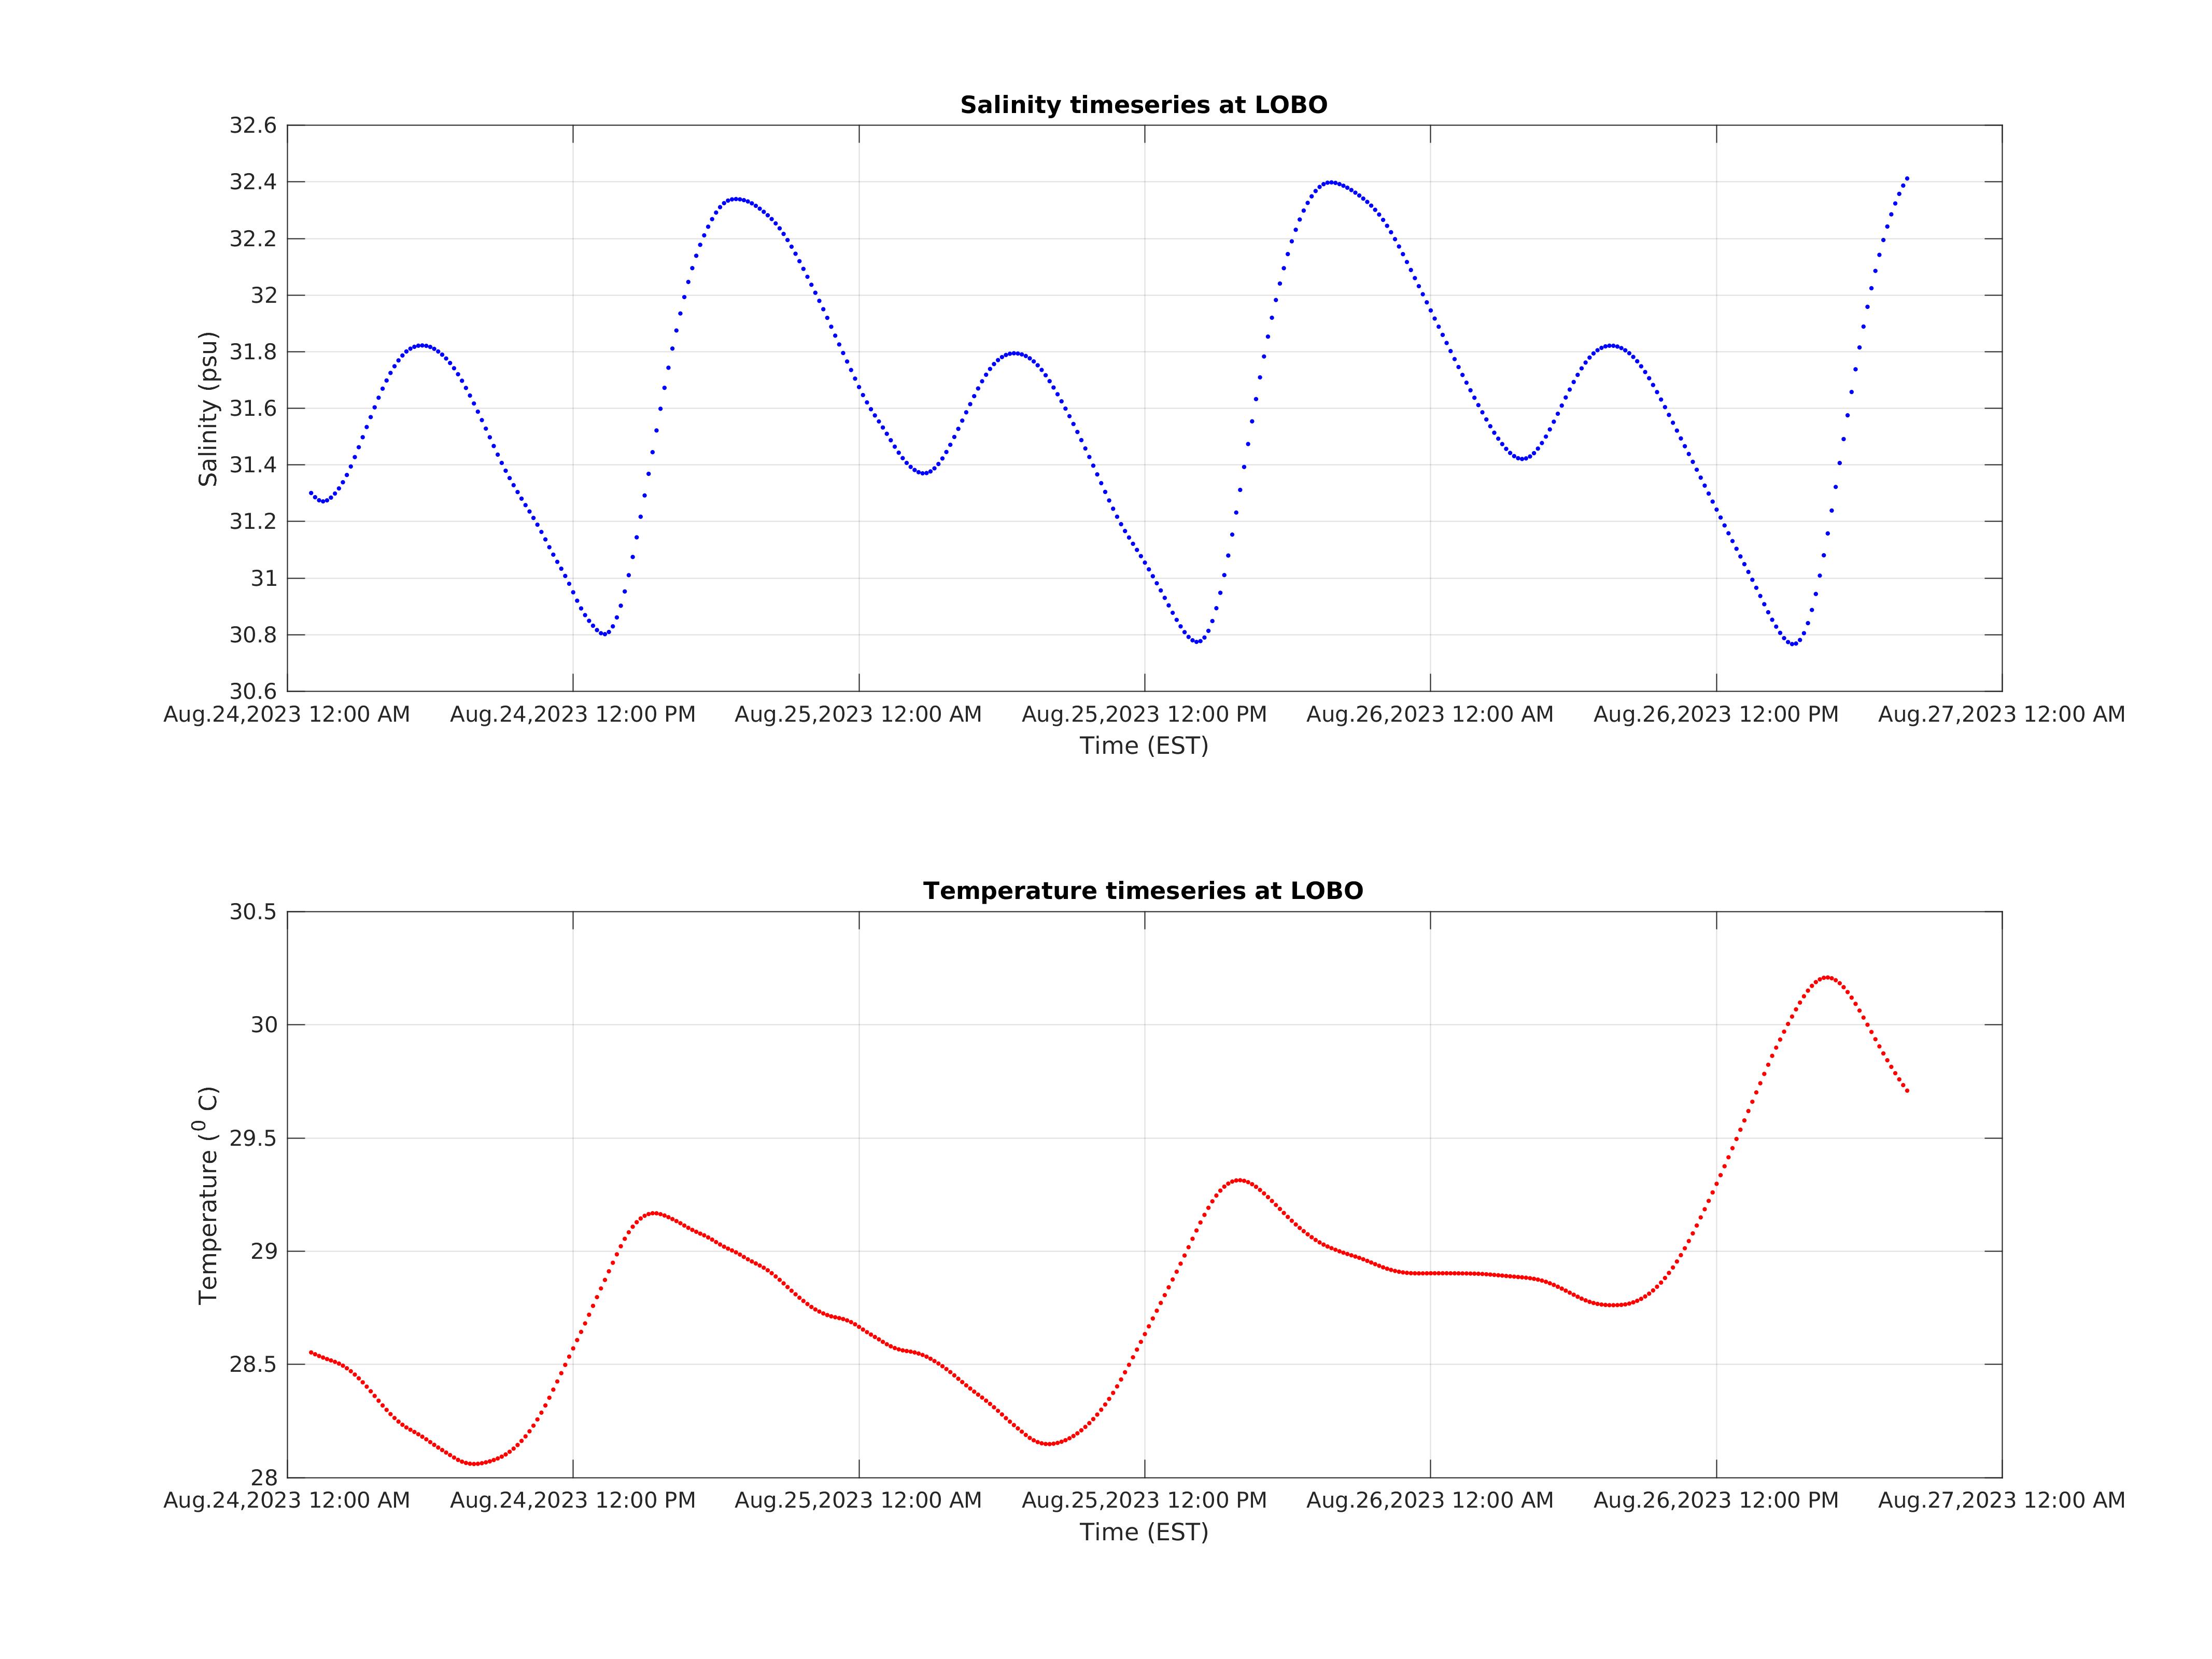 Salinity timeseries at LOBO
32.6
32.4
32.2
32
31.8
31.6
31.4
31.2
31
30.8
30.6
Salinity (psu)
Aug.24,2023 12:00 AM Aug.24,2023 12:00 PM Aug.25,2023 12:00 AM Aug.25,2023 12:00 PM Aug.26,2023 12:00 AM Aug.26,2023 12:00 PM Aug.27,2023 12:00 AM
Time (EST)
Temperature timeseries at LOBO
30.5
30
29.5
29
28.5
28
Temperature (⁰ C)
Aug.24,2023 12:00 AM Aug.24,2023 12:00 PM Aug.25,2023 12:00 AM Aug.25,2023 12:00 PM Aug.26,2023 12:00 AM Aug.26,2023 12:00 PM Aug.27,2023 12:00 AM
Time (EST)